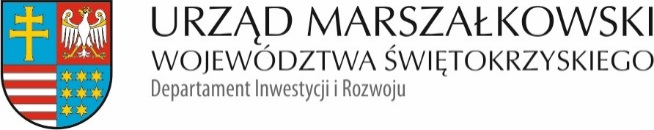 URZĄD MARSZAŁKOWSKI
WOJEWÓDZTWA ŚWIĘTOKRZYSKIEGO
Departament Inwestycji i Rozwoju